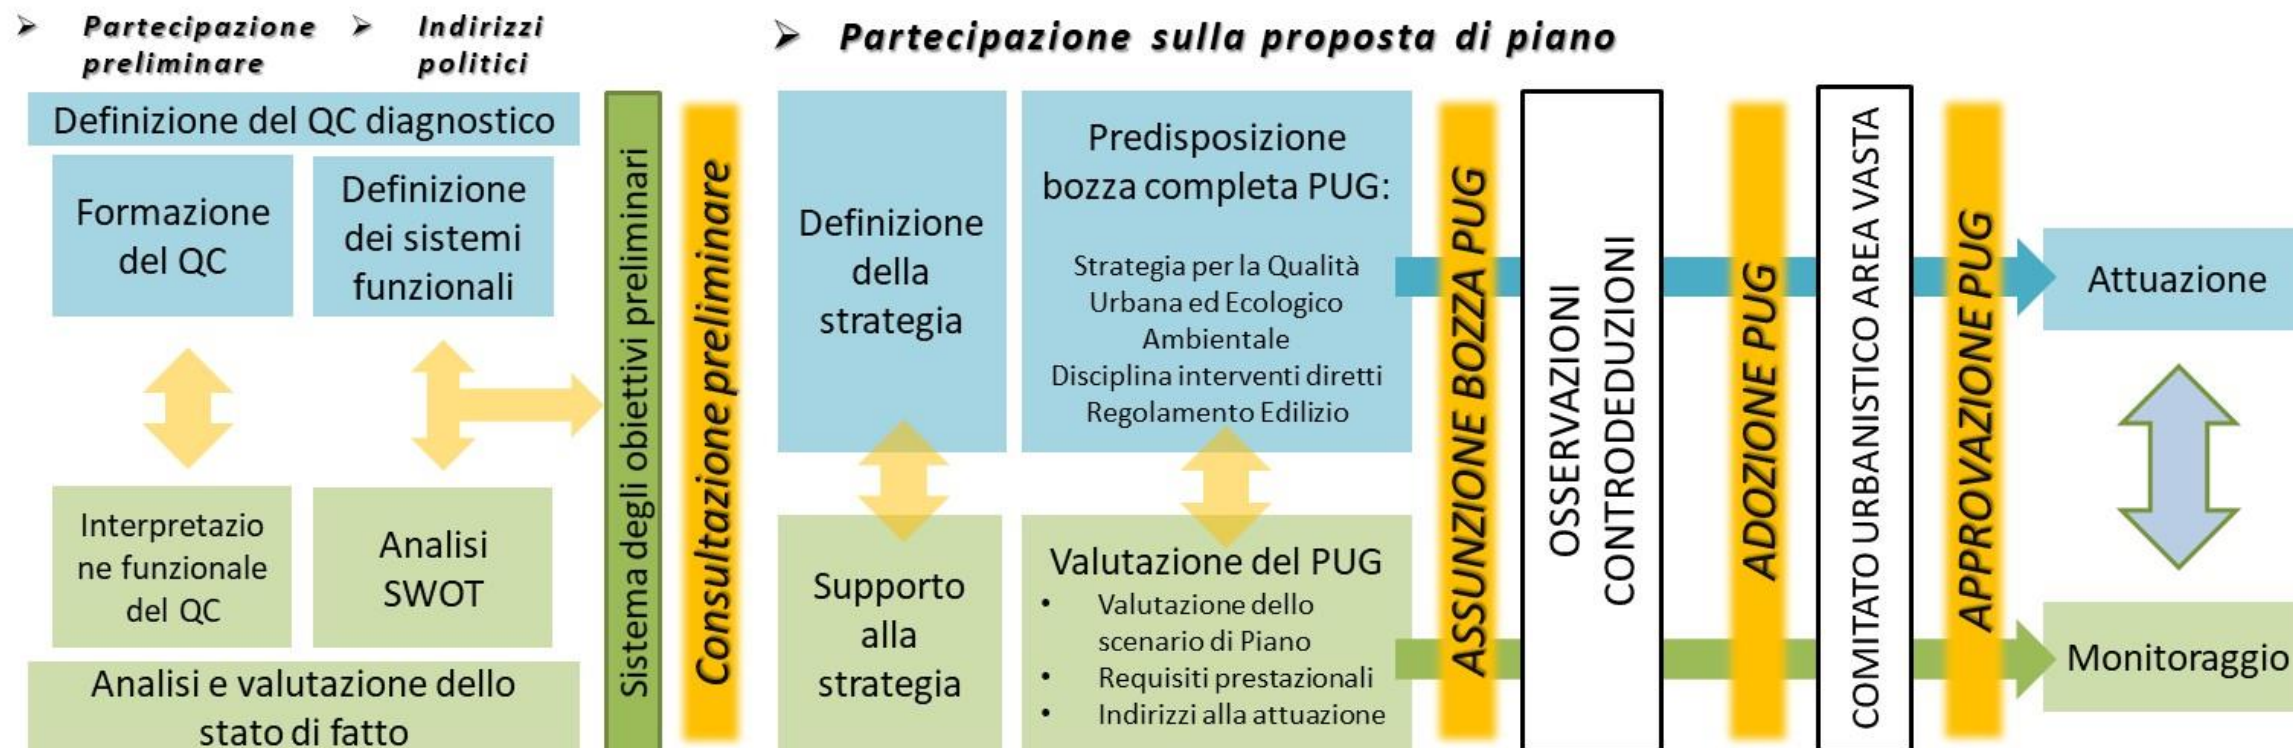 ➢ Partecipazione
preliminare
➢ Indirizzi
politici
➢ Partecipazione sulla proposta di piano
Definizione del QC diagnostico
Formazione
del QC
Definizione
dei sistemi
funzionali
Interpretazio
ne funzionale
del QC
Analisi
SWOT
Analisi e valutazione dello
stato di fatto
Sistema degli obiettivi preliminari
Consultazione preliminare
Definizione
della
strategia
Supporto
alla
strategia
Predisposizione
bozza completa PUG:
Strategia per la Qualità
Urbana ed Ecologico
Ambientale
Disciplina interventi diretti
Regolamento Edilizio
Valutazione del PUG
• Valutazione dello
scenario di Piano
• Requisiti prestazionali
• Indirizzi alla attuazione
ASSUNZIONE BOZZA PUG
OSSERVAZIONI
CONTRODEDUZIONI
ADOZIONE PUG
COMITATO URBANISTICO AREA VASTA
APPROVAZIONE PUG
Attuazione
Monitoraggio